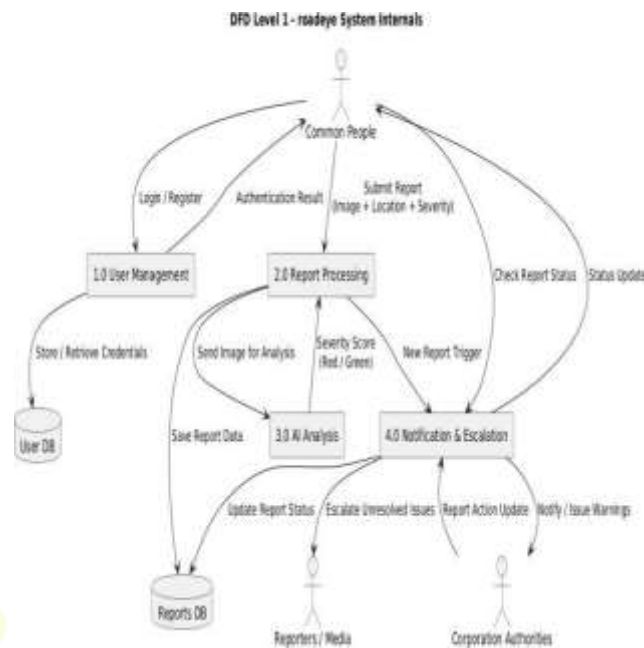 DFD Level 1 - roadeye System Internals
Common People
Login / Register
Authentication Result
Submit Report
(Image + Location + Severity)
1.0 User Management
2.0 Report Processing
Check Report Status
Status Update
Store / Retrieve Credentials
Send Image for Analysis
Severity Score
(Red / Green)
New Report Trigger
User DB
Save Report Data
3.0 AI Analysis
4.0 Notification & Escalation
Update Report Status
Escalate Unresolved Issues
Report Action Update
Notify / Issue Warnings
Reports DB
Reporters / Media
Corporation Authorities